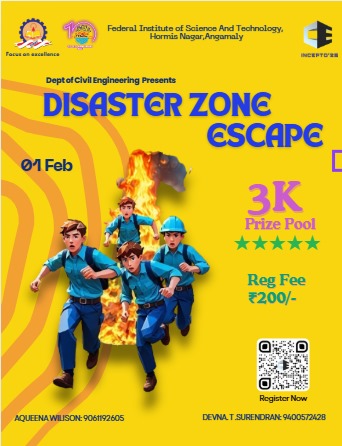 Federal Institute of Science And Technology,
Hormis Nagar,Angamaly
Focus on excellence
INCEPTO'25
Dept of Civil Engineering Presents
DISASTER ZONE
ESCAPE
01 Feb
3K
Prize Pool
Reg Fee
₹200/-
Register Now
AQUEENA WILISON: 9061192605
DEVNA. T .SURENDRAN: 9400572428